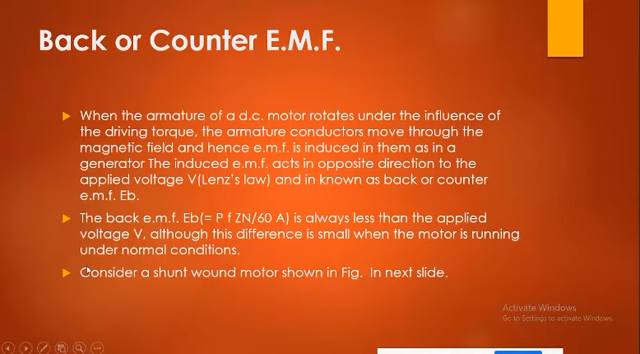 Back or Counter E.M.F.
When the armature of a d.c. motor rotates under the influence of
the driving torque, the armature conductors move through the
magnetic field and hence e.m.f. is induced in them as in a
generator The induced e.m.f. acts in opposite direction to the
applied voltage V(Lenz's law) and in known as back or counter
e.m.f. Eb.
The back e.m.f. Eb(= P f ZN/60 A) is always less than the applied
voltage V, although this difference is small when the motor is running
under normal conditions.
Consider a shunt wound motor shown in Fig. In next slide.
Activate Windows
Go to Settings to activate Windows.